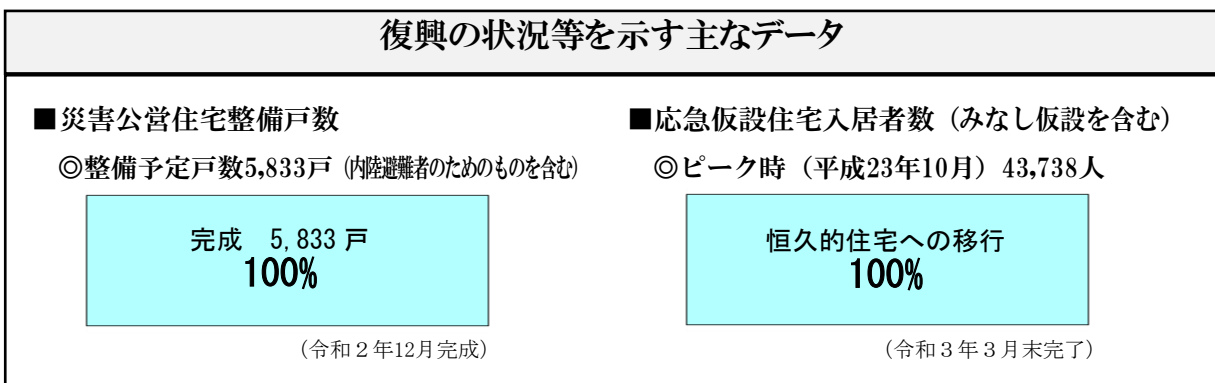 復興の状況等を示す主なデータ
■災害公営住宅整備戸数
◎整備予定戸数5,833戸（内陸避難者のためのものを含む）
完成　5,833 戸
100%
（令和２年12月完成）
■応急仮設住宅入居者数（みなし仮設を含む）
◎ピーク時（平成23年10月）43,738人
恒久的住宅への移行
100%
（令和３年３月末完了）